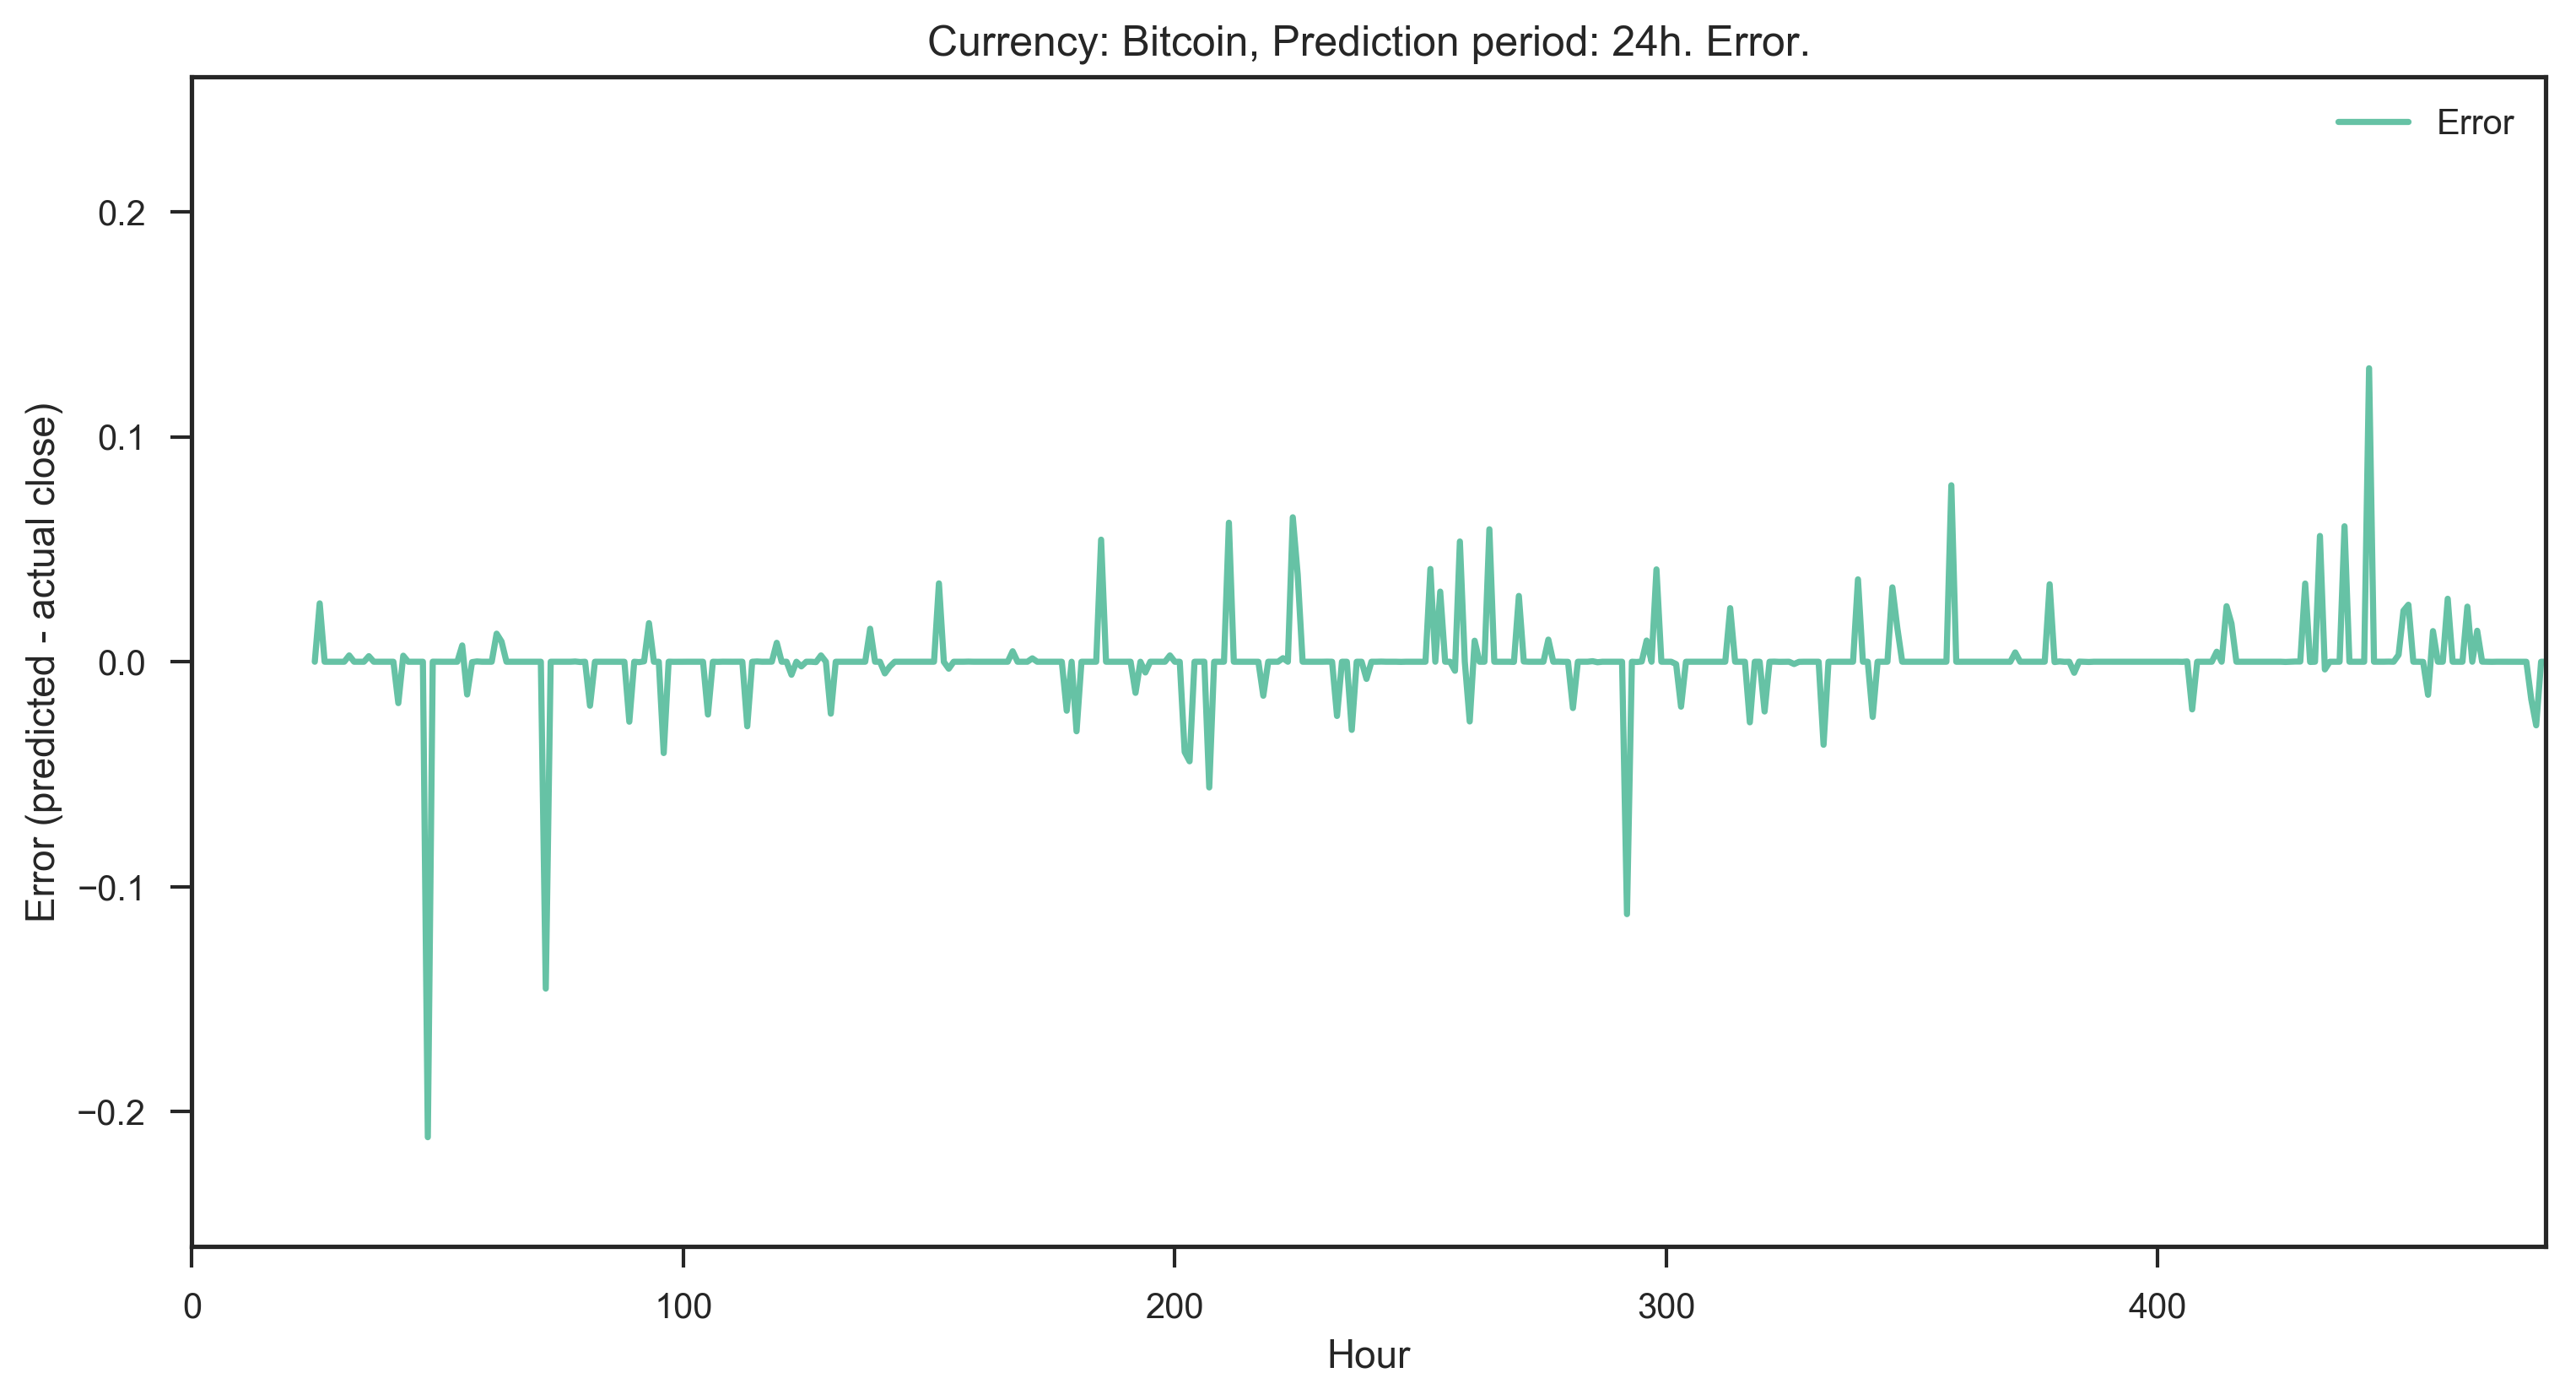 Currency: Bitcoin, Prediction period: 24h. Error.
Error
0.2
0.1
0.0
−0.1
−0.2
Error (predicted - actual close)
0 100 200 300 400
Hour